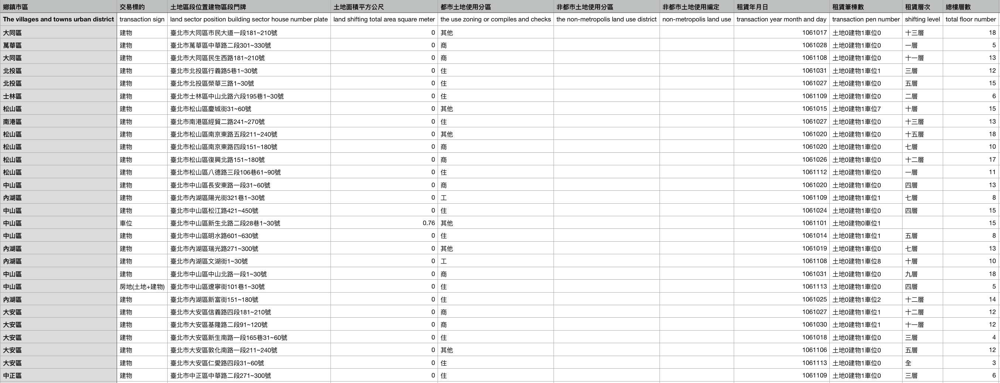 鄉鎮市區 交易標的 土地區段位置建物區段門牌 土地面積平方公尺 都市土地使用分區 非都市土地使用分區 非都市土地使用編定 租賃年月日 租賃筆棟數 租賃層次 總樓層數
The villages and towns urban district transaction sign land sector position building sector house number plate land shifting total area square meter the use zoning or compiles and checks the non-metropolis land use district non-metropolis land use transaction year month and day transaction pen number shifting level total floor number
大同區 建物 臺北市大同區市民大道一段181~210號 0 其他 1061017 土地0建物1車位0 十三層 18
萬華區 建物 臺北市萬華區中華路二段301~330號 0 商 1061028 土地0建物1車位0 一層 5
大同區 建物 臺北市大同區民生西路181~210號 0 商 1061108 土地0建物1車位0 十一層 13
北投區 建物 臺北市北投區行義路5巷1~30號 0 住 1061031 土地0建物1車位1 三層 12
北投區 建物 臺北市北投區榮華三路1~30號 0 住 1061027 土地0建物1車位0 五層 15
士林區 建物 臺北市士林區中山北路六段195巷1~30號 0 住 1061109 土地0建物1車位0 二層 6
松山區 建物 臺北市松山區慶城街31~60號 0 其他 1061015 土地0建物1車位7 十層 15
南港區 建物 臺北市南港區經貿二路241~270號 0 住 1061027 土地0建物1車位0 十三層 13
松山區 建物 臺北市松山區南京東路五段211~240號 0 其他 1061020 土地0建物1車位0 十五層 18
松山區 建物 臺北市松山區南京東路四段151~180號 0 商 1061020 土地0建物1車位0 七層 10
松山區 建物 臺北市松山區復興北路151~180號 0 商 1061026 土地0建物1車位0 十二層 17
松山區 建物 臺北市松山區八德路三段106巷61~90號 0 住 1061112 土地0建物1車位0 一層 11
中山區 建物 臺北市中山區長安東路一段31~60號 0 商 1061020 土地0建物1車位0 四層 13
內湖區 建物 臺北市內湖區陽光街321巷1~30號 0 工 1061109 土地0建物1車位1 七層 8
中山區 建物 臺北市中山區松江路421~450號 0 住 1061024 土地0建物1車位0 四層 15
中山區 車位 臺北市中山區新生北路二段28巷1~30號 0.76 其他 1061101 土地0建物0車位1 15
中山區 建物 臺北市中山區明水路601~630號 0 住 1061014 土地0建物1車位1 五層 8
內湖區 建物 臺北市內湖區瑞光路271~300號 0 其他 1061019 土地0建物1車位0 七層 13
內湖區 建物 臺北市內湖區文湖街1~30號 0 工 1061108 土地0建物1車位8 十層 10
中山區 建物 臺北市中山區中山北路一段1~30號 0 商 1061031 土地0建物1車位0 九層 18
中山區 房地(土地+建物) 臺北市中山區遼寧街101巷1~30號 0 住 1061113 土地0建物1車位0 四層 5
內湖區 建物 臺北市內湖區新富街151~180號 0 住 1061025 土地0建物1車位2 十二層 14
大安區 建物 臺北市大安區信義路四段181~210號 0 商 1061027 土地0建物1車位1 十二層 12
大安區 建物 臺北市大安區基隆路二段91~120號 0 商 1061030 土地0建物1車位1 十一層 12
大安區 建物 臺北市大安區新生南路一段165巷31~60號 0 住 1061018 土地0建物1車位0 三層 4
大安區 建物 臺北市大安區敦化南路一段211~240號 0 其他 1061106 土地0建物1車位0 五層 12
大安區 建物 臺北市大安區仁愛路四段31~60號 0 住 1061113 土地0建物1車位0 全 3
中正區 建物 臺北市中正區中華路二段271~300號 0 住 1061109 土地0建物1車位0 三層 6